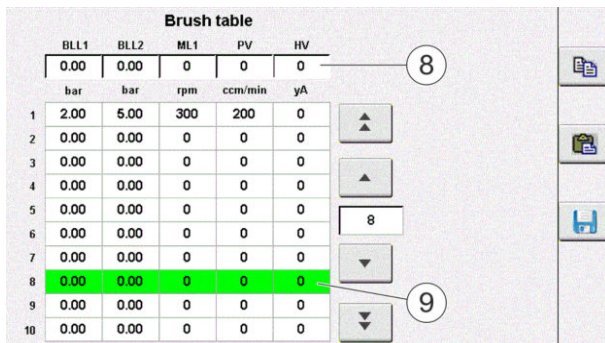 Brush table
BLL1 BLL2 ML1 PV HV
0.00 0.00 0 0 0 8
bar bar rpm ccm/min yA
1 2.00 5.00 300 200 0
2 0.00 0.00 0 0 0
3 0.00 0.00 0 0 0
4 0.00 0.00 0 0 0
5 0.00 0.00 0 0 0 8
6 0.00 0.00 0 0 0
7 0.00 0.00 0 0 0
8 0.00 0.00 0 0 0 9
9 0.00 0.00 0 0 0
10 0.00 0.00 0 0 0